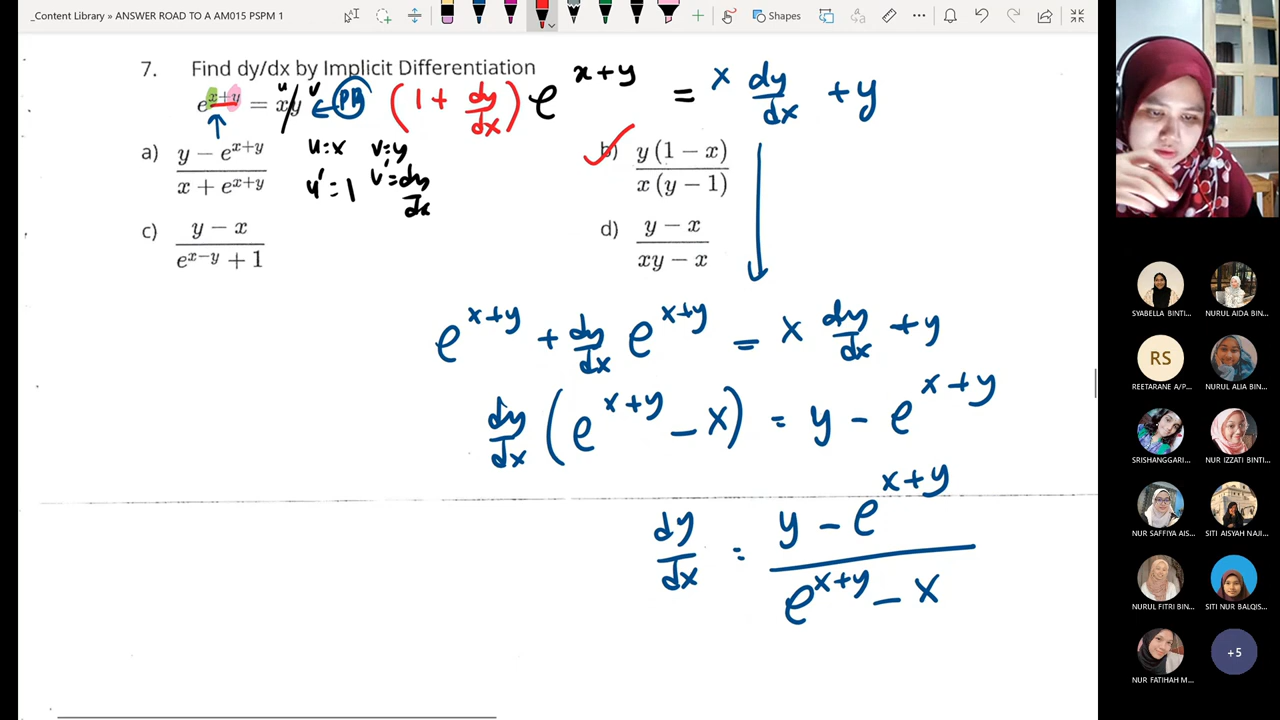 _Content Library » ANSWER ROAD TO A AM015 PSPM 1
Shapes
7. Find dy/dx by Implicit Differentiation
e^{x+y} = xy
u v
PR
(1 + dy/dx) e^{x+y} = x dy/dx + y
a) (y − e^{x+y})/(x + e^{x+y})
u=x v=y
u'=1 v'=dy/dx
b) y (1 − x)/x (y − 1)
c) (y − x)/(e^{x−y} + 1)
d) (y − x)/(xy − x)
e^{x+y} + dy/dx e^{x+y} = x dy/dx + y
dy/dx (e^{x+y} − x) = y − e^{x+y}
dy/dx = (y − e^{x+y})/(e^{x+y} − x)
SYABELLA BINTI...
NURUL AIDA BIN...
RS
REETARANE A/P...
NURUL ALIA BIN...
SRISHANGGARI...
NUR IZZATI BINTI...
NUR SAFFIYA AIS...
SITI AISYAH NAJI...
NURUL FITRI BIN...
SITI NUR BALQIS...
NUR FATIHAH M...
+5